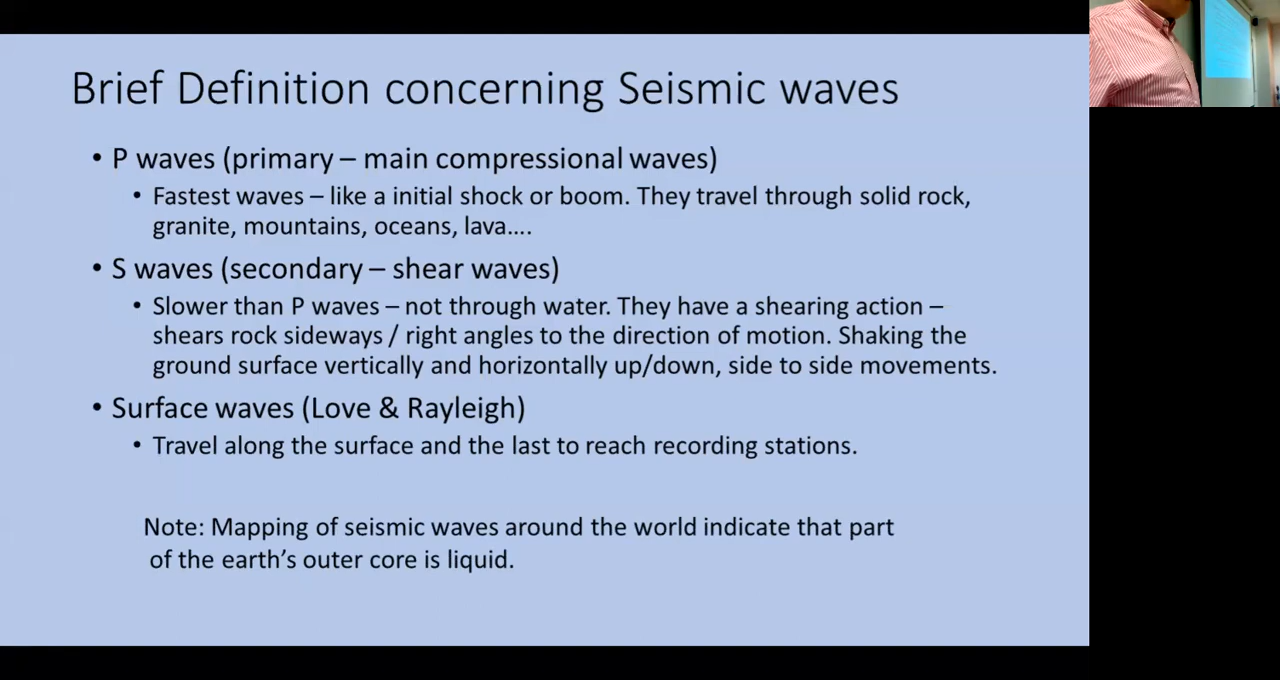 Brief Definition concerning Seismic waves
• P waves (primary – main compressional waves)
• Fastest waves – like a initial shock or boom. They travel through solid rock,
granite, mountains, oceans, lava....
• S waves (secondary – shear waves)
• Slower than P waves – not through water. They have a shearing action –
shears rock sideways / right angles to the direction of motion. Shaking the
ground surface vertically and horizontally up/down, side to side movements.
• Surface waves (Love & Rayleigh)
• Travel along the surface and the last to reach recording stations.
Note: Mapping of seismic waves around the world indicate that part
of the earth's outer core is liquid.